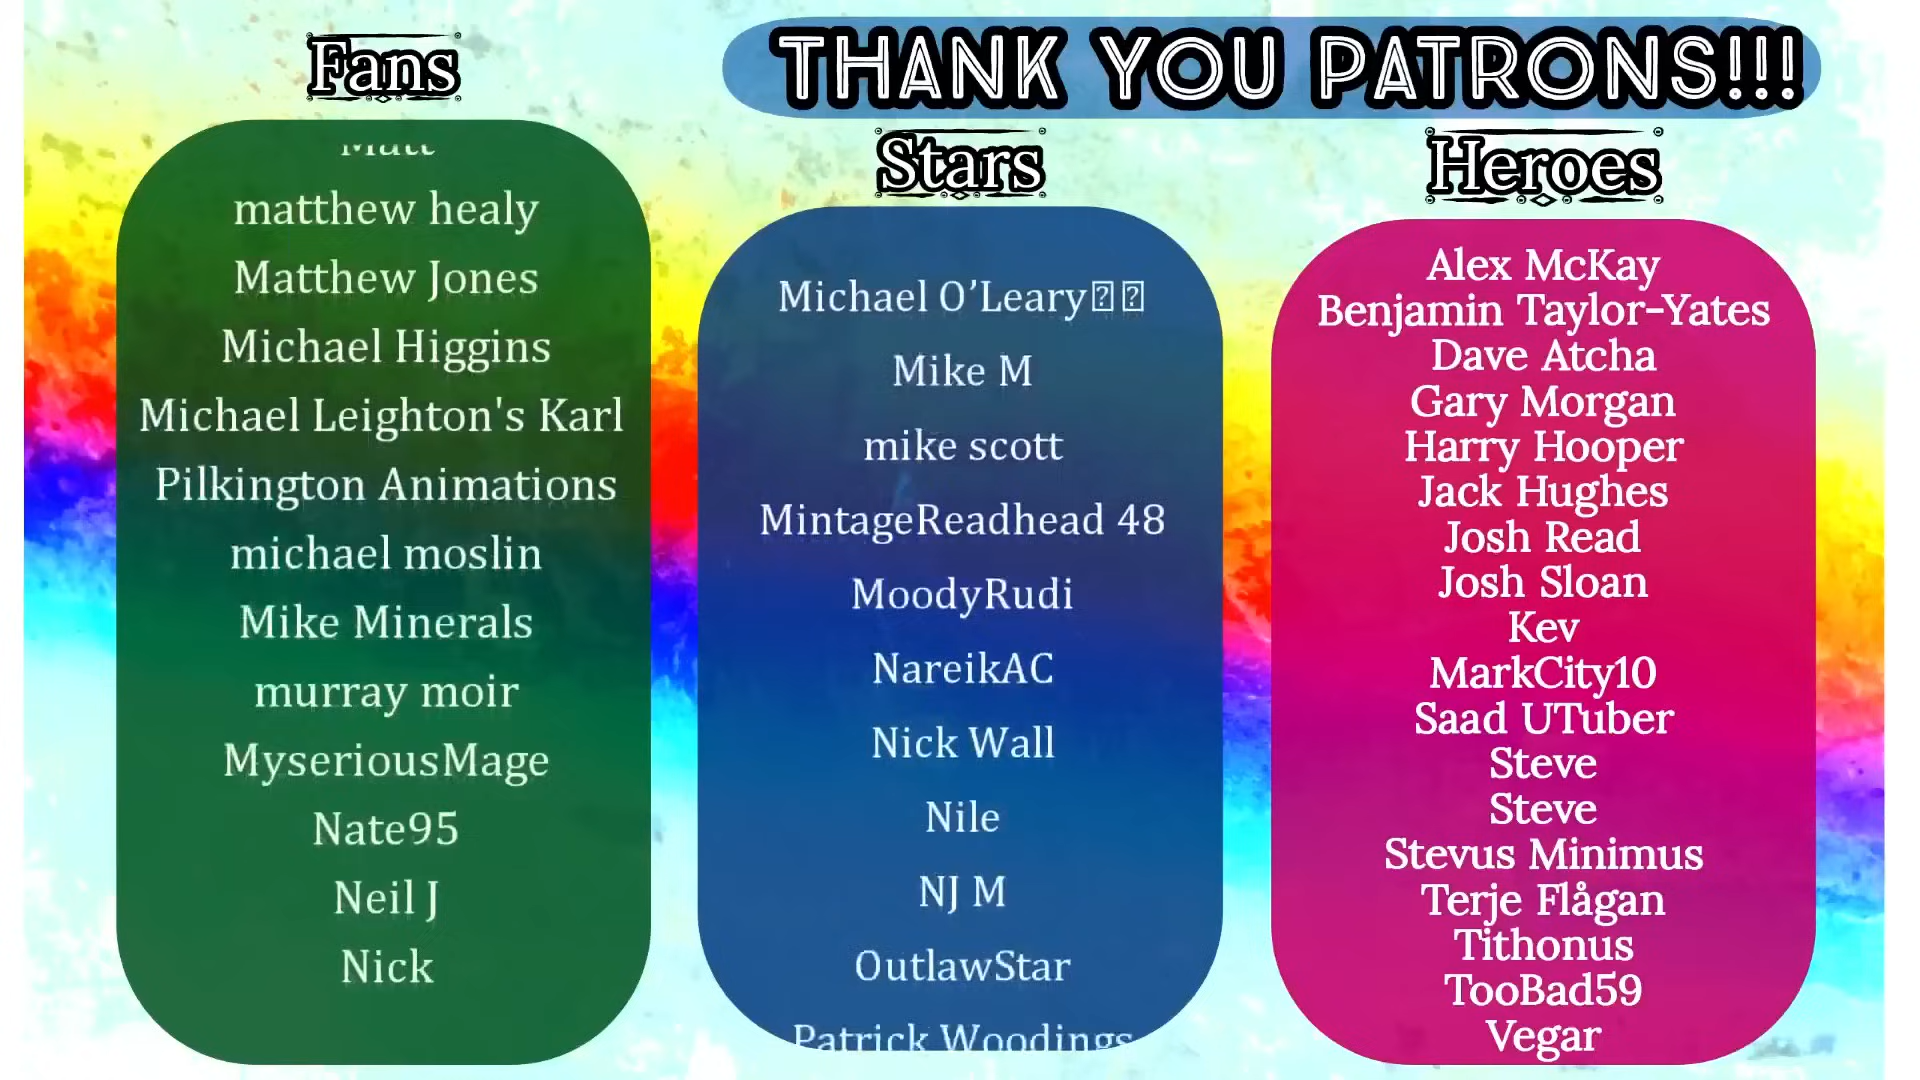 Fans
Matt
matthew healy
Matthew Jones
Michael Higgins
Michael Leighton's Karl
Pilkington Animations
michael moslin
Mike Minerals
murray moir
MyseriousMage
Nate95
Neil J
Nick
THANK YOU PATRONS!!!
Stars
Michael O’Leary
Mike M
mike scott
MintageReadhead 48
MoodyRudi
NareikAC
Nick Wall
Nile
NJ M
OutlawStar
Patrick Woodings
Heroes
Alex McKay
Benjamin Taylor-Yates
Dave Atcha
Gary Morgan
Harry Hooper
Jack Hughes
Josh Read
Josh Sloan
Kev
MarkCity10
Saad UTuber
Steve
Steve
Stevus Minimus
Terje Flågan
Tithonus
TooBad59
Vegar